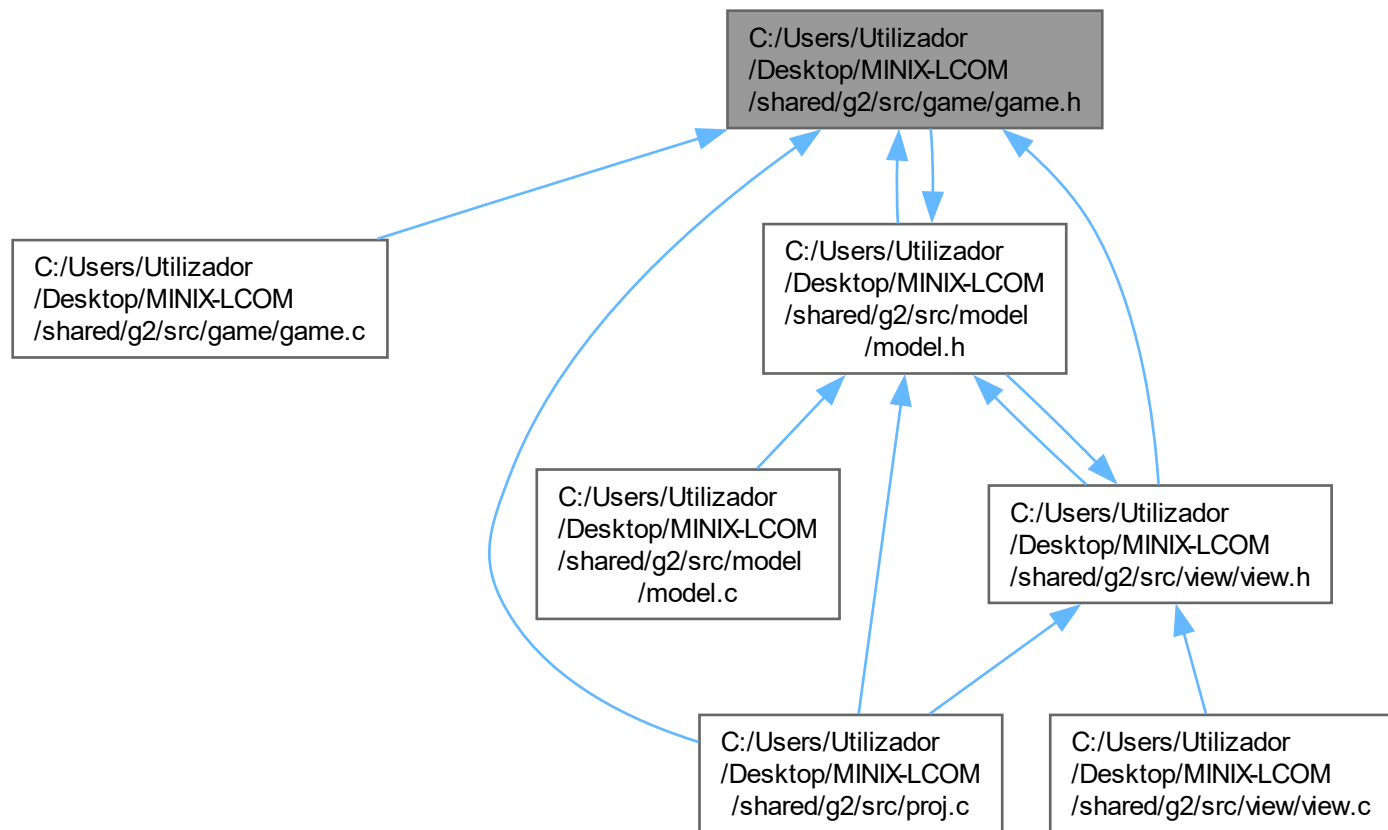 C:/Users/Utilizador
/Desktop/MINIX-LCOM
/shared/g2/src/game/game.h
C:/Users/Utilizador
/Desktop/MINIX-LCOM
/shared/g2/src/game/game.c
C:/Users/Utilizador
/Desktop/MINIX-LCOM
/shared/g2/src/model
/model.h
C:/Users/Utilizador
/Desktop/MINIX-LCOM
/shared/g2/src/model
/model.c
C:/Users/Utilizador
/Desktop/MINIX-LCOM
/shared/g2/src/view/view.h
C:/Users/Utilizador
/Desktop/MINIX-LCOM
/shared/g2/src/proj.c
C:/Users/Utilizador
/Desktop/MINIX-LCOM
/shared/g2/src/view/view.c